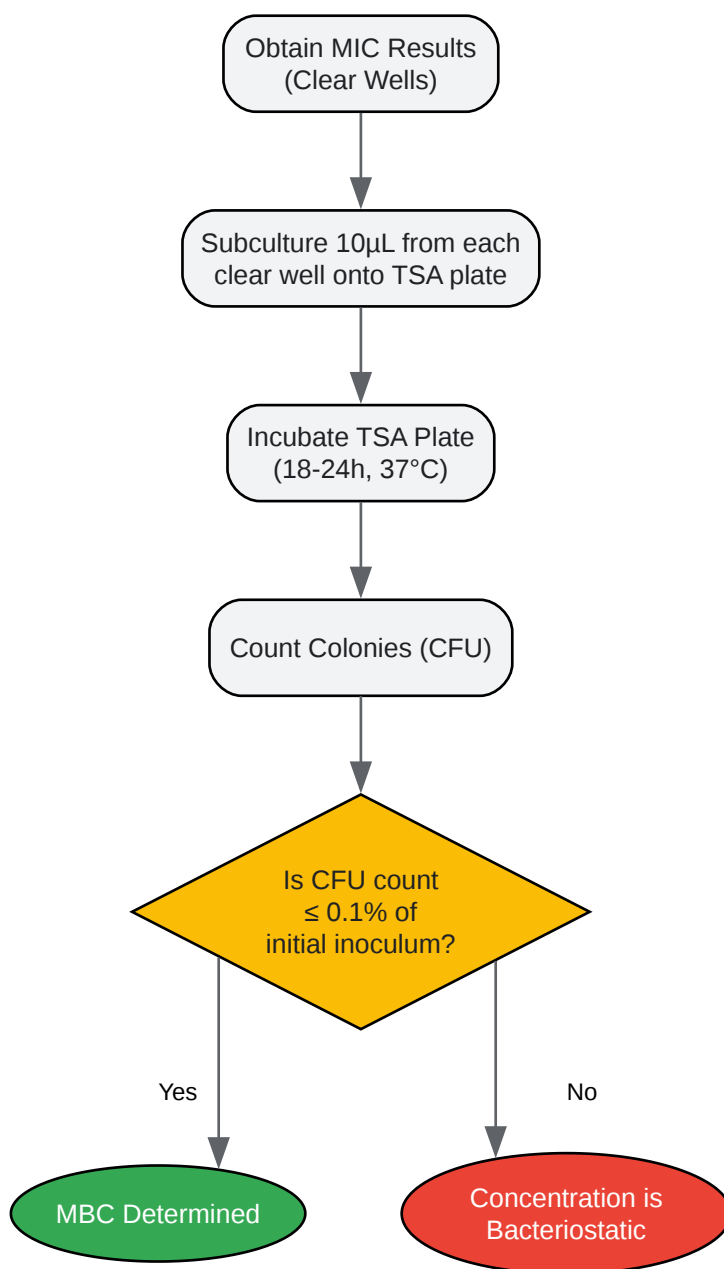 Obtain MIC Results
(Clear Wells)
Subculture 10µL from each
clear well onto TSA plate
Incubate TSA Plate
(18-24h, 37°C)
Count Colonies (CFU)
Is CFU count
≤ 0.1% of
initial inoculum?
Yes
No
MBC Determined
Concentration is
Bacteriostatic